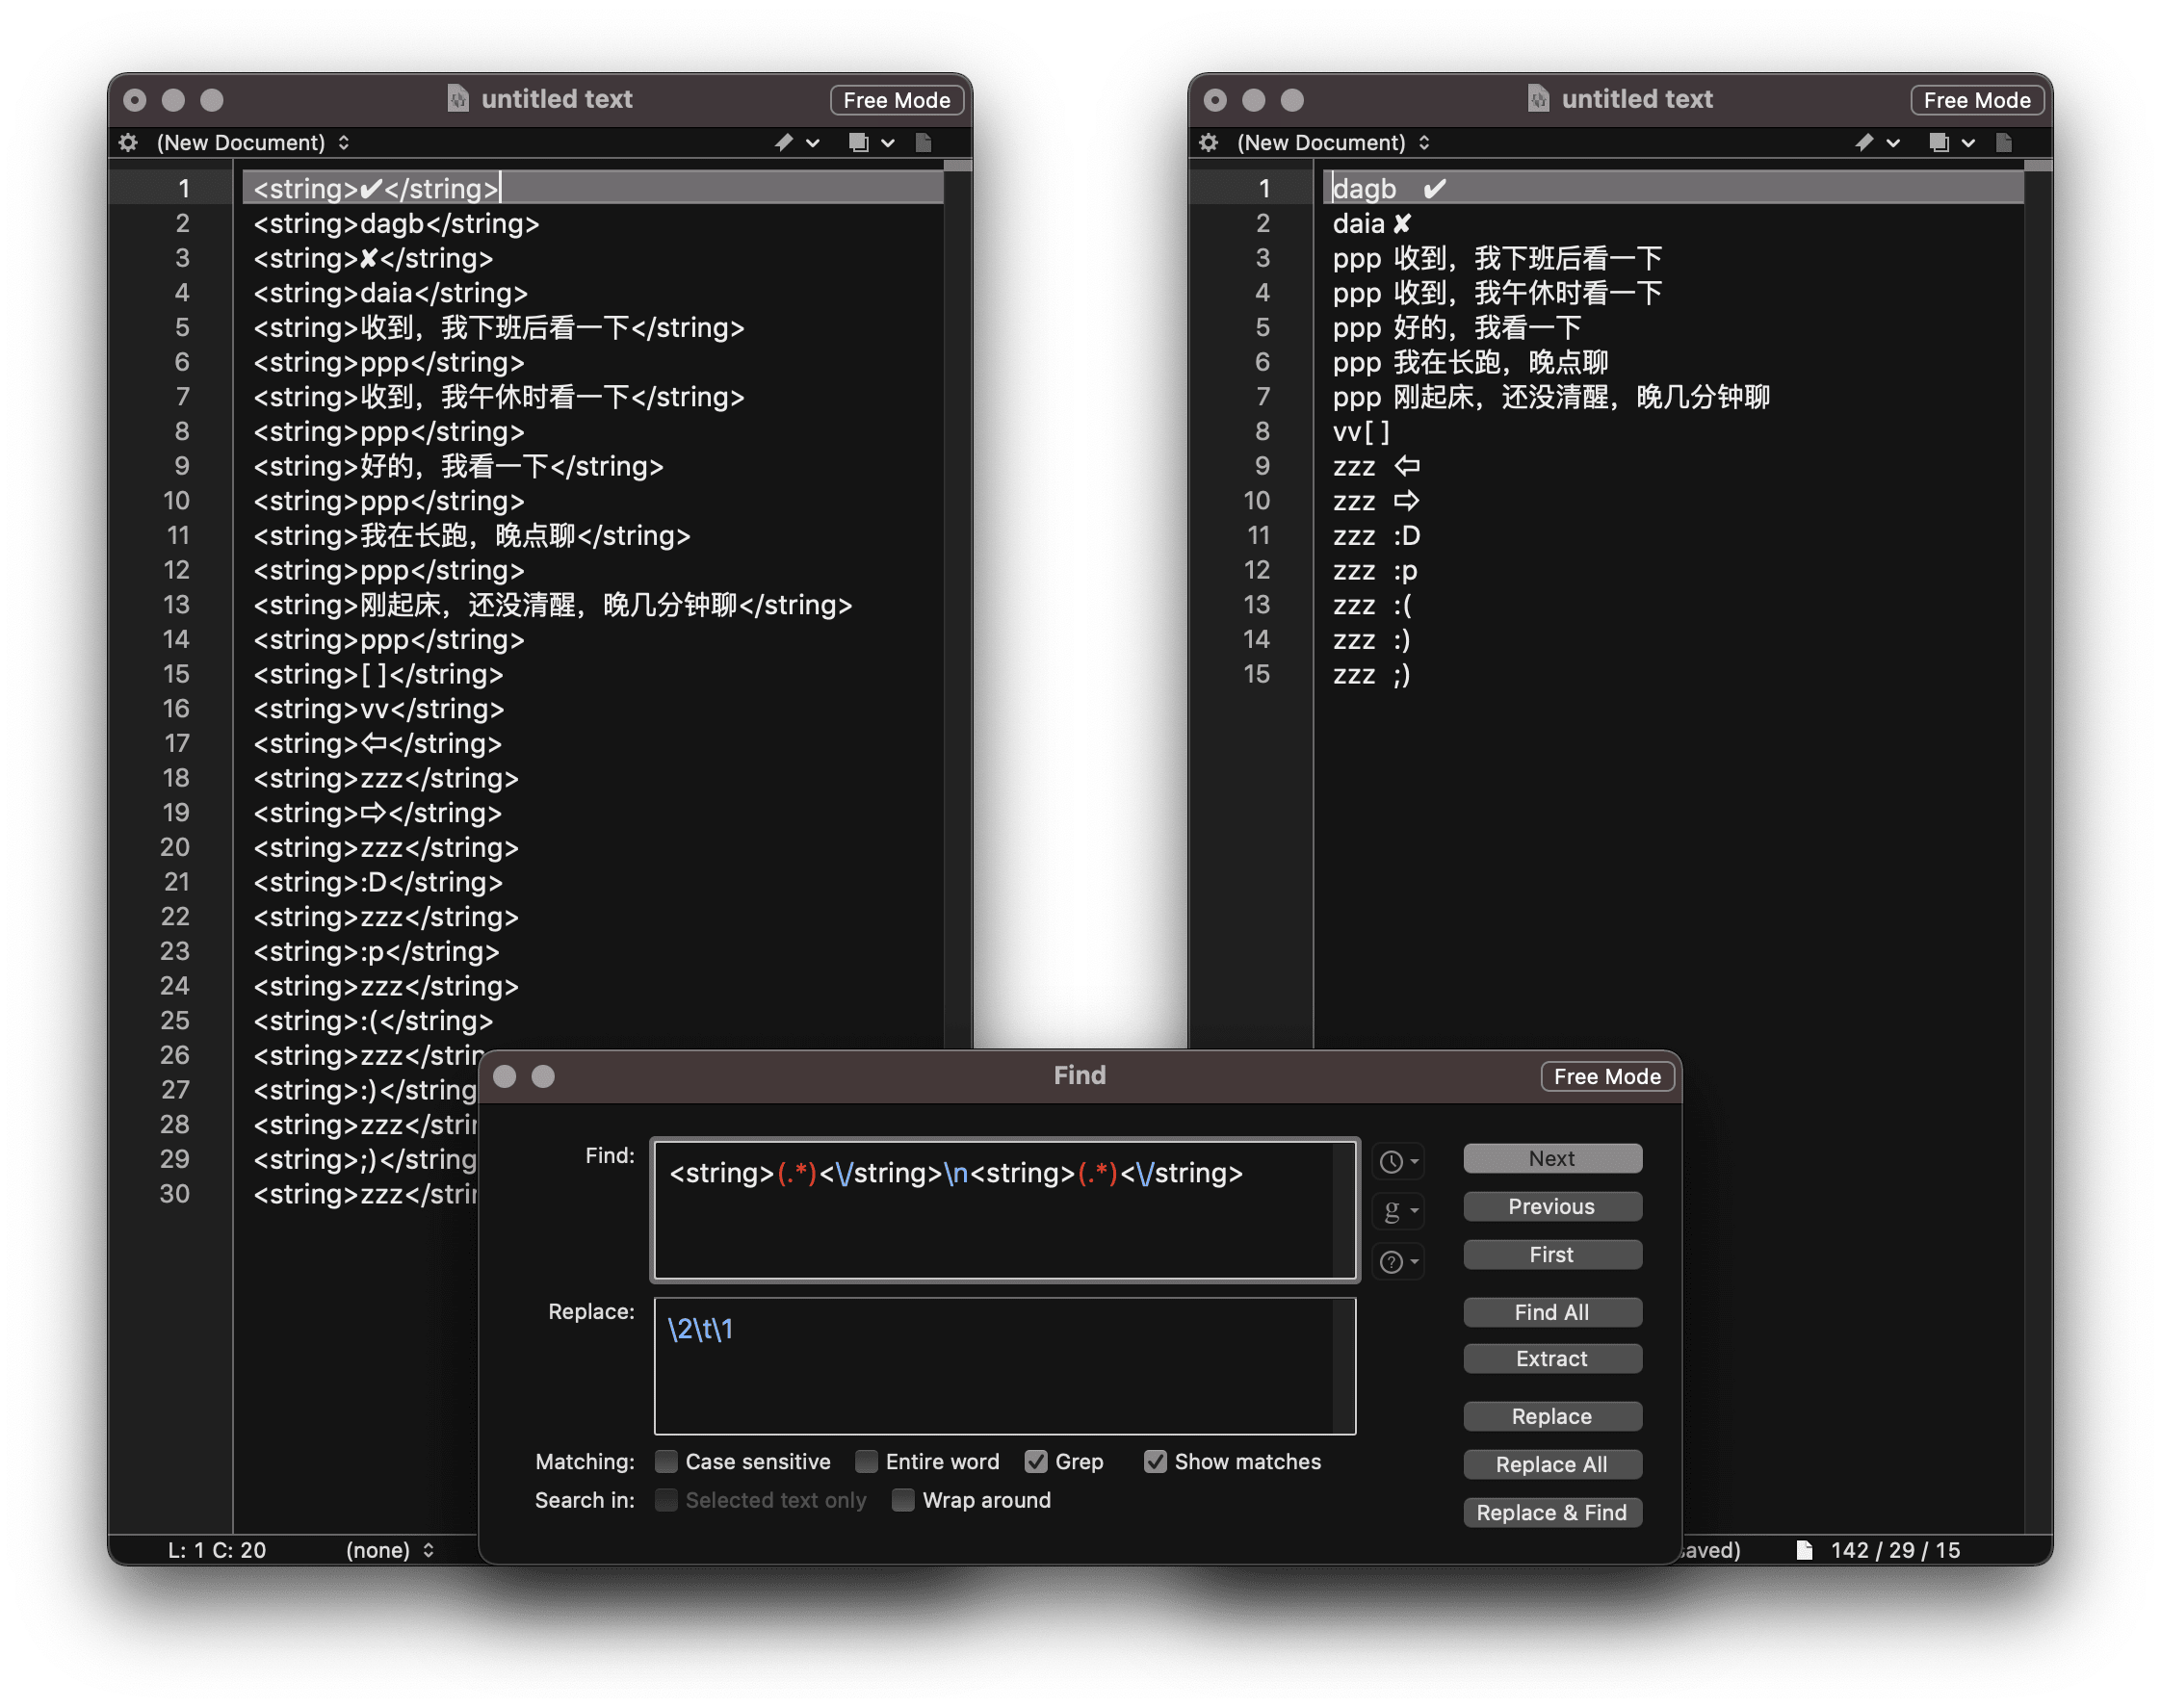 untitled text
Free Mode
(New Document)
1 <string>✔</string>
2 <string>dagb</string>
3 <string>✘</string>
4 <string>daia</string>
5 <string>收到，我下班后看一下</string>
6 <string>ppp</string>
7 <string>收到，我午休时看一下</string>
8 <string>ppp</string>
9 <string>好的，我看一下</string>
10 <string>ppp</string>
11 <string>我在长跑，晚点聊</string>
12 <string>ppp</string>
13 <string>刚起床，还没清醒，晚几分钟聊</string>
14 <string>ppp</string>
15 <string>[ ]</string>
16 <string>vv</string>
17 <string>⇦</string>
18 <string>zzz</string>
19 <string>⇨</string>
20 <string>zzz</string>
21 <string>:D</string>
22 <string>zzz</string>
23 <string>:p</string>
24 <string>zzz</string>
25 <string>:(</string>
26 <string>zzz</strin
27 <string>:)</string
28 <string>zzz</stri
29 <string>;)</string
30 <string>zzz</stri
L: 1 C: 20
(none)
untitled text
Free Mode
(New Document)
1 dagb ✔
2 daia ✘
3 ppp 收到，我下班后看一下
4 ppp 收到，我午休时看一下
5 ppp 好的，我看一下
6 ppp 我在长跑，晚点聊
7 ppp 刚起床，还没清醒，晚几分钟聊
8 vv [ ]
9 zzz ⇦
10 zzz ⇨
11 zzz :D
12 zzz :p
13 zzz :(
14 zzz :)
15 zzz ;)
aved)
142 / 29 / 15
Find
Free Mode
Find:
<string>(.*)<\/string>\n<string>(.*)<\/string>
g
?
Replace:
\2\t\1
Next
Previous
First
Find All
Extract
Replace
Replace All
Replace & Find
Matching: Case sensitive Entire word Grep Show matches
Search in: Selected text only Wrap around